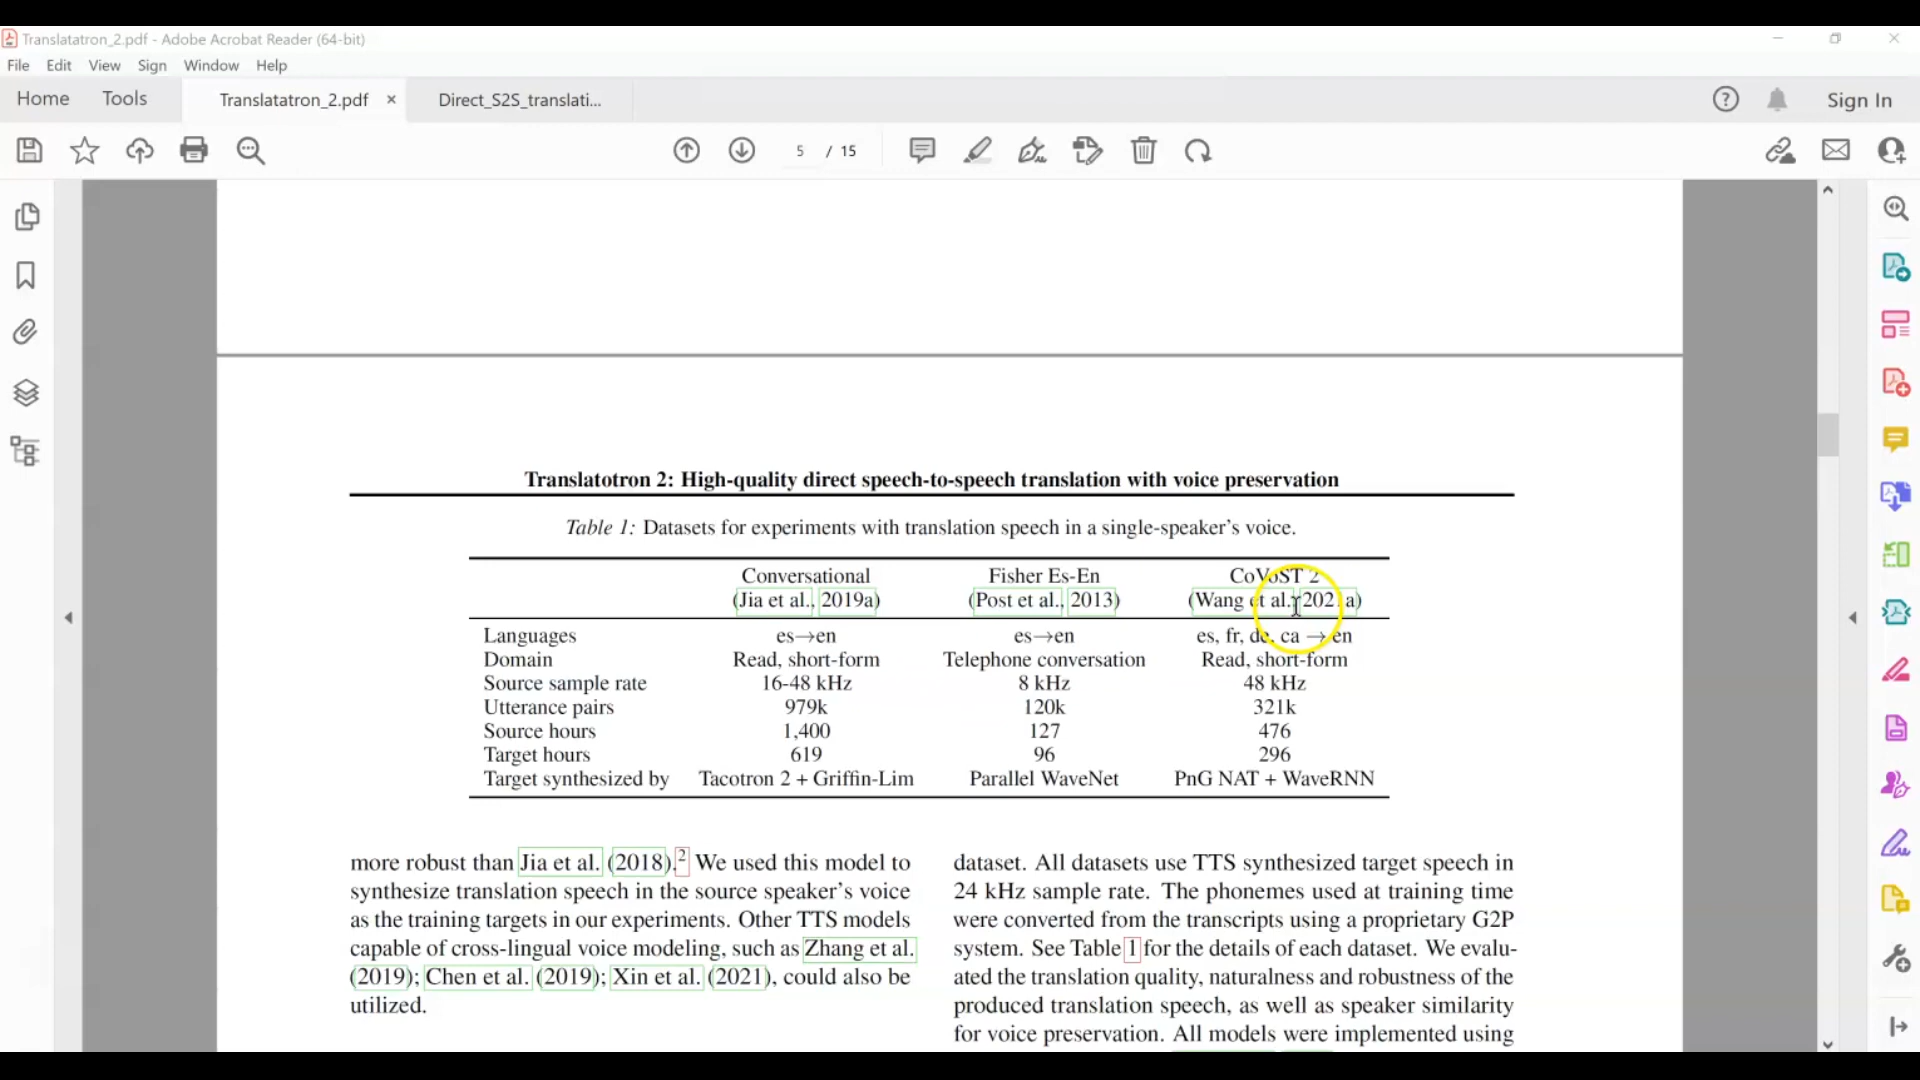 Translatatron_2.pdf - Adobe Acrobat Reader (64-bit)
File Edit View Sign Window Help
Home Tools Translatatron_2.pdf × Direct_S2S_translati... Sign In
5 / 15
Translatotron 2: High-quality direct speech-to-speech translation with voice preservation
Table 1: Datasets for experiments with translation speech in a single-speaker's voice.
Conversational Fisher Es-En CoVoST 2
(Jia et al., 2019a) (Post et al., 2013) (Wang et al., 2021a)
Languages es→en es→en es, fr, de, ca →en
Domain Read, short-form Telephone conversation Read, short-form
Source sample rate 16-48 kHz 8 kHz 48 kHz
Utterance pairs 979k 120k 321k
Source hours 1,400 127 476
Target hours 619 96 296
Target synthesized by Tacotron 2 + Griffin-Lim Parallel WaveNet PnG NAT + WaveRNN
more robust than Jia et al. (2018).2 We used this model to
synthesize translation speech in the source speaker's voice
as the training targets in our experiments. Other TTS models
capable of cross-lingual voice modeling, such as Zhang et al.
(2019); Chen et al. (2019); Xin et al. (2021), could also be
utilized.
dataset. All datasets use TTS synthesized target speech in
24 kHz sample rate. The phonemes used at training time
were converted from the transcripts using a proprietary G2P
system. See Table 1 for the details of each dataset. We evalu-
ated the translation quality, naturalness and robustness of the
produced translation speech, as well as speaker similarity
for voice preservation. All models were implemented using